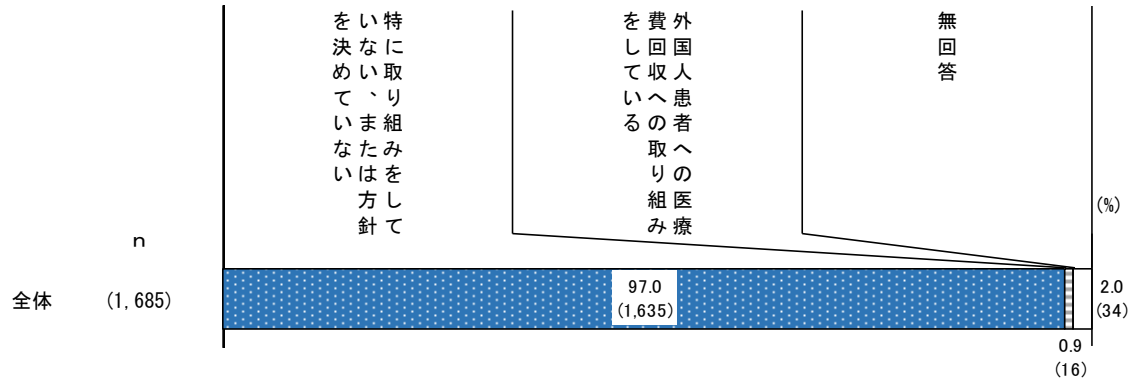 特に取り組みをして
いない、または方針
を決めていない
外国人患者への医療
費回収への取り組み
をしている
無回答
(%)
n
全体 (1,685)
97.0
(1,635)
2.0
(34)
0.9
(16)